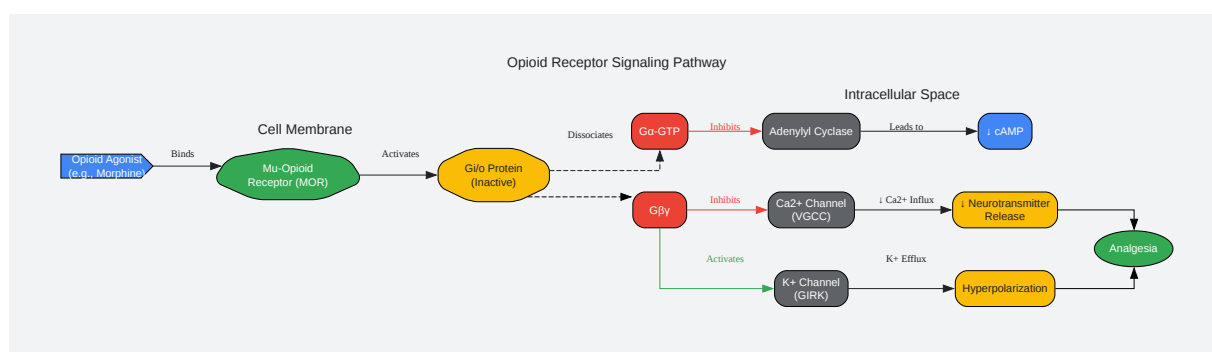 Opioid Receptor Signaling Pathway
Intracellular Space
Cell Membrane
Opioid Agonist
(e.g., Morphine)
Binds
Mu-Opioid
Receptor (MOR)
Activates
Gi/o Protein
(Inactive)
Dissociates
Gα-GTP
Inhibits
Adenylyl Cyclase
Leads to
↓ cAMP
Gβγ
Inhibits
Ca2+ Channel
(VGCC)
↓ Ca2+ Influx
↓ Neurotransmitter
Release
Analgesia
Activates
K+ Channel
(GIRK)
K+ Efflux
Hyperpolarization